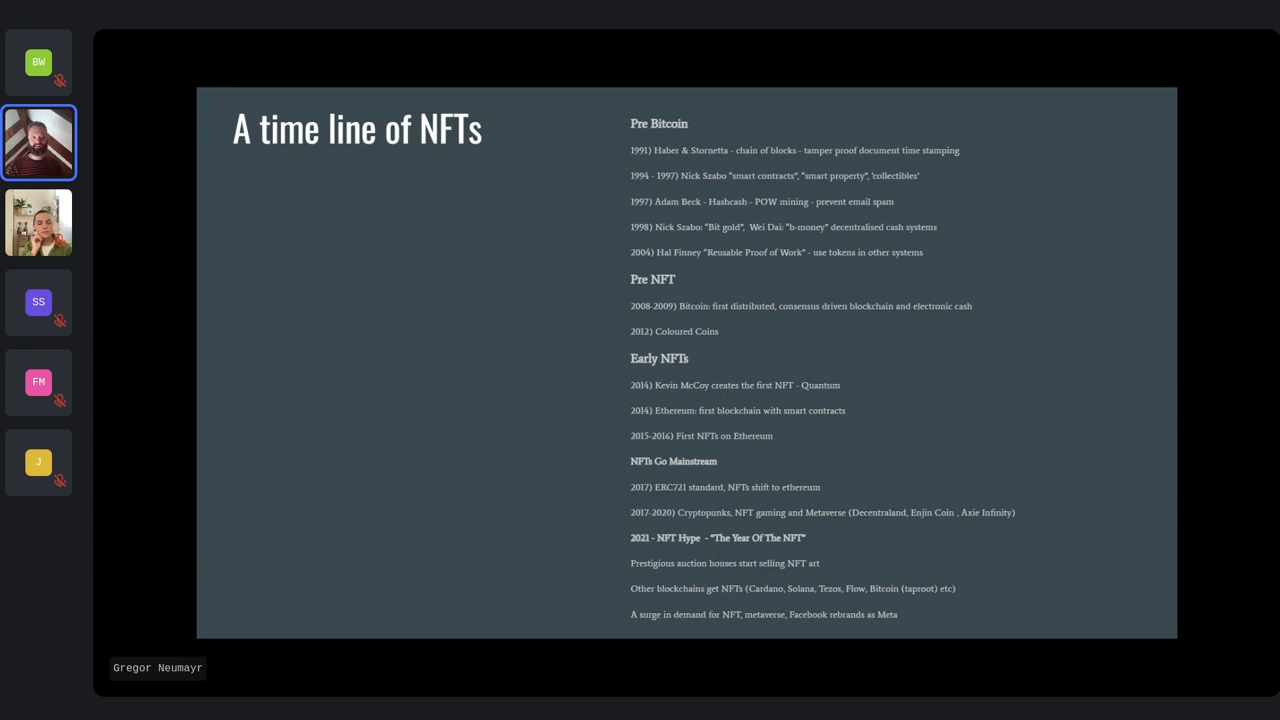 BW
SS
FM
J
A time line of NFTs
Pre Bitcoin
1991) Haber & Stornetta - chain of blocks - tamper proof document time stamping
1994 - 1997) Nick Szabo "smart contracts", "smart property", 'collectibles'
1997) Adam Beck - Hashcash - POW mining - prevent email spam
1998) Nick Szabo: "Bit gold", Wei Dai: "b-money" decentralised cash systems
2004) Hal Finney "Reusable Proof of Work" - use tokens in other systems
Pre NFT
2008-2009) Bitcoin: first distributed, consensus driven blockchain and electronic cash
2012) Coloured Coins
Early NFTs
2014) Kevin McCoy creates the first NFT - Quantum
2014) Ethereum: first blockchain with smart contracts
2015-2016) First NFTs on Ethereum
NFTs Go Mainstream
2017) ERC721 standard, NFTs shift to ethereum
2017-2020) Cryptopunks, NFT gaming and Metaverse (Decentraland, Enjin Coin , Axie Infinity)
2021 - NFT Hype - "The Year Of The NFT"
Prestigious auction houses start selling NFT art
Other blockchains get NFTs (Cardano, Solana, Tezos, Flow, Bitcoin (taproot) etc)
A surge in demand for NFT, metaverse, Facebook rebrands as Meta
Gregor Neumayr